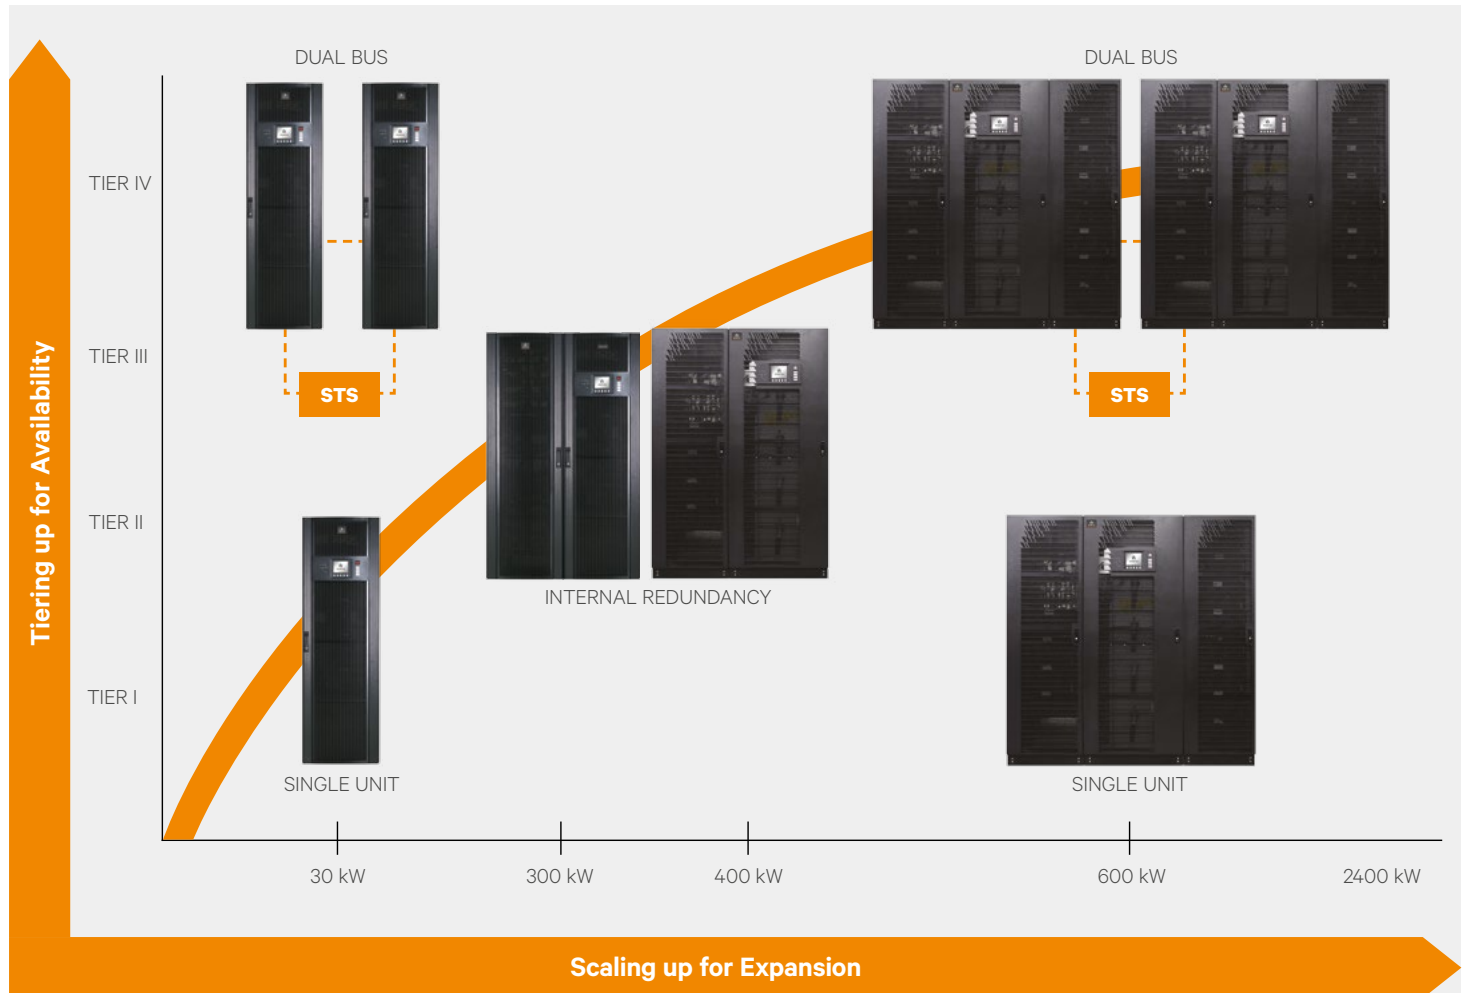 DUAL BUS
DUAL BUS
TIER IV
TIER III
STS
STS
TIER II
INTERNAL REDUNDANCY
TIER I
SINGLE UNIT
SINGLE UNIT
30 kW
300 kW
400 kW
600 kW
2400 kW
Tiering up for Availability
Scaling up for Expansion